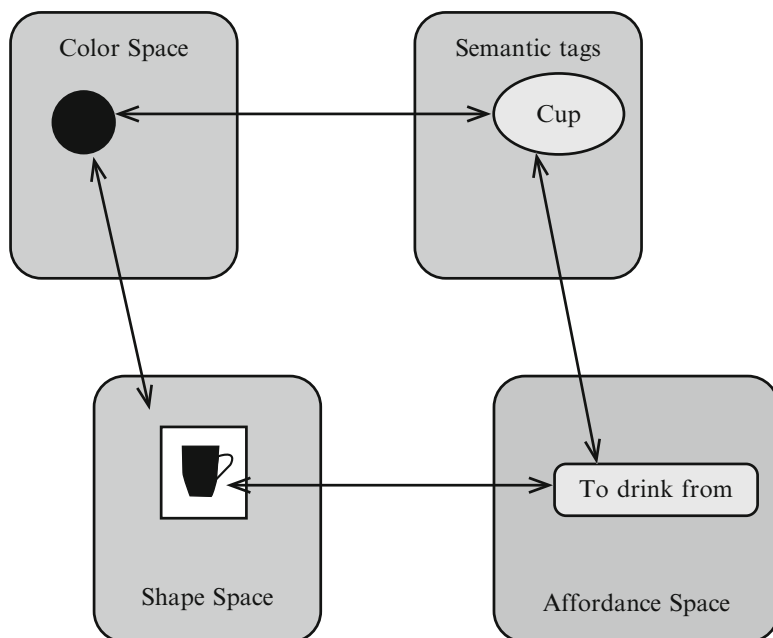 Color Space
Semantic tags
Cup
To drink from
Shape Space
Affordance Space